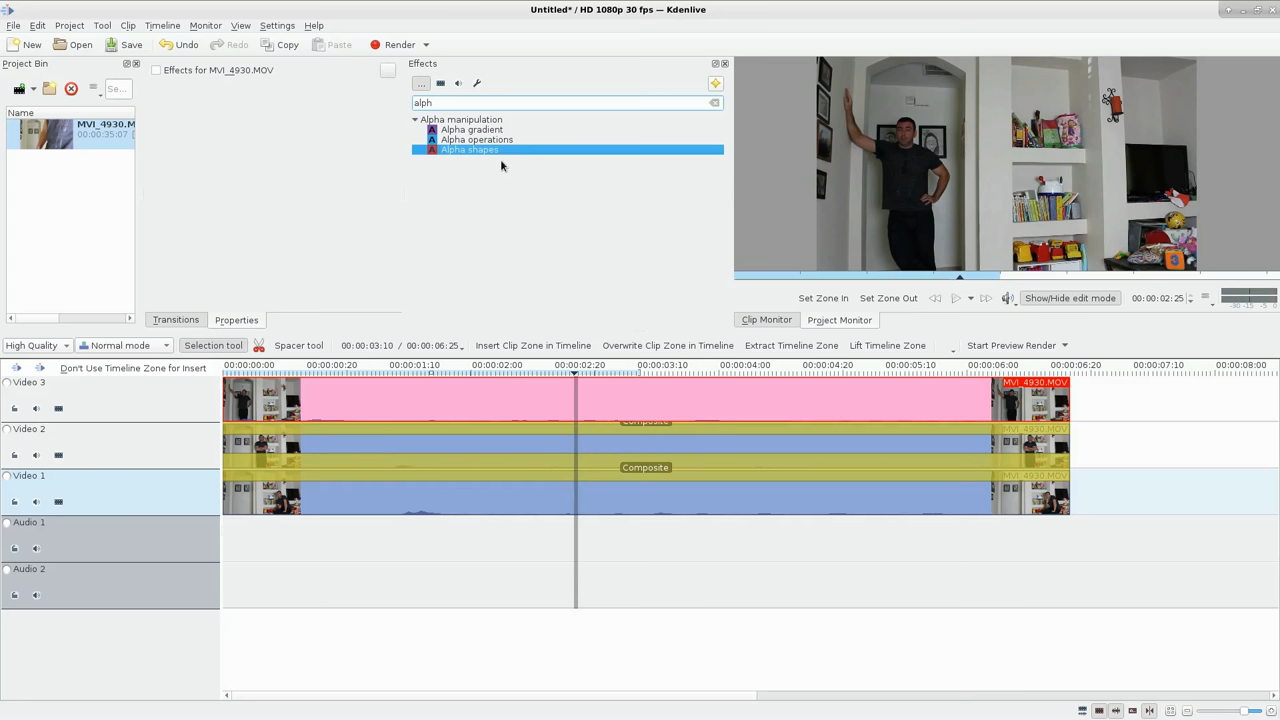 Untitled* / HD 1080p 30 fps — Kdenlive
File Edit Project Tool Clip Timeline Monitor View Settings Help
New Open Save Undo Redo Copy Paste Render
Project Bin
Se...
Name
MVI_4930.M
00:00:35:07
Effects for MVI_4930.MOV
Transitions Properties
Effects
...
alph
Alpha manipulation
A Alpha gradient
A Alpha operations
A Alpha shapes
Set Zone In Set Zone Out Show/Hide edit mode 00:00:02:25
-30 -15 -5 0
Clip Monitor Project Monitor
High Quality Normal mode Selection tool Spacer tool 00:00:03:10 / 00:00:06:25 Insert Clip Zone in Timeline Overwrite Clip Zone in Timeline Extract Timeline Zone Lift Timeline Zone Start Preview Render
Don't Use Timeline Zone for Insert
00:00:00:00 00:00:00:20 00:00:01:10 00:00:02:00 00:00:02:20 00:00:03:10 00:00:04:00 00:00:04:20 00:00:05:10 00:00:06:00 00:00:06:20 00:00:07:10 00:00:08:00
Video 3
MVI_4930.MOV
Composite
Video 2
MVI_4930.MOV
Composite
Video 1
MVI_4930.MOV
Audio 1
Audio 2